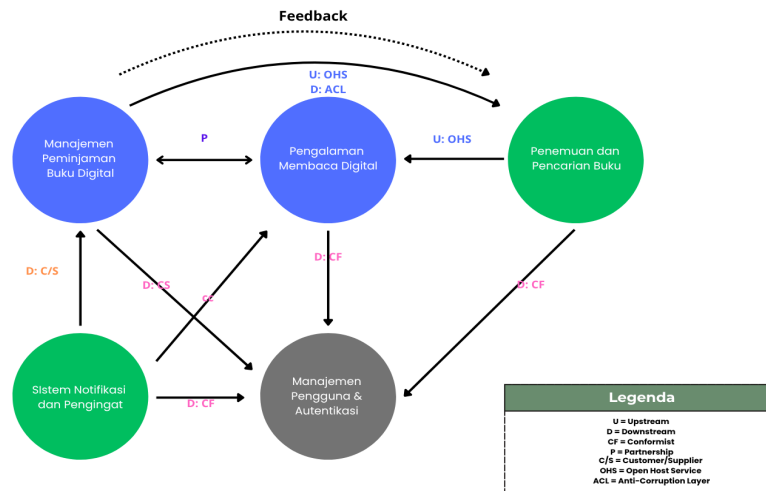 Feedback
U: OHS
D: ACL
Manajemen
Peminjaman
Buku Digital
P
Pengalaman
Membaca Digital
U: OHS
Penemuan dan
Pencarian Buku
D: C/S
D: CS
CF
D: CF
D: CF
SIstem Notifikasi
dan Pengingat
D: CF
Manajemen
Pengguna &
Autentikasi
Legenda
U = Upstream
D = Downstream
CF = Conformist
P = Partnership
C/S = Customer/Supplier
OHS = Open Host Service
ACL = Anti-Corruption Layer